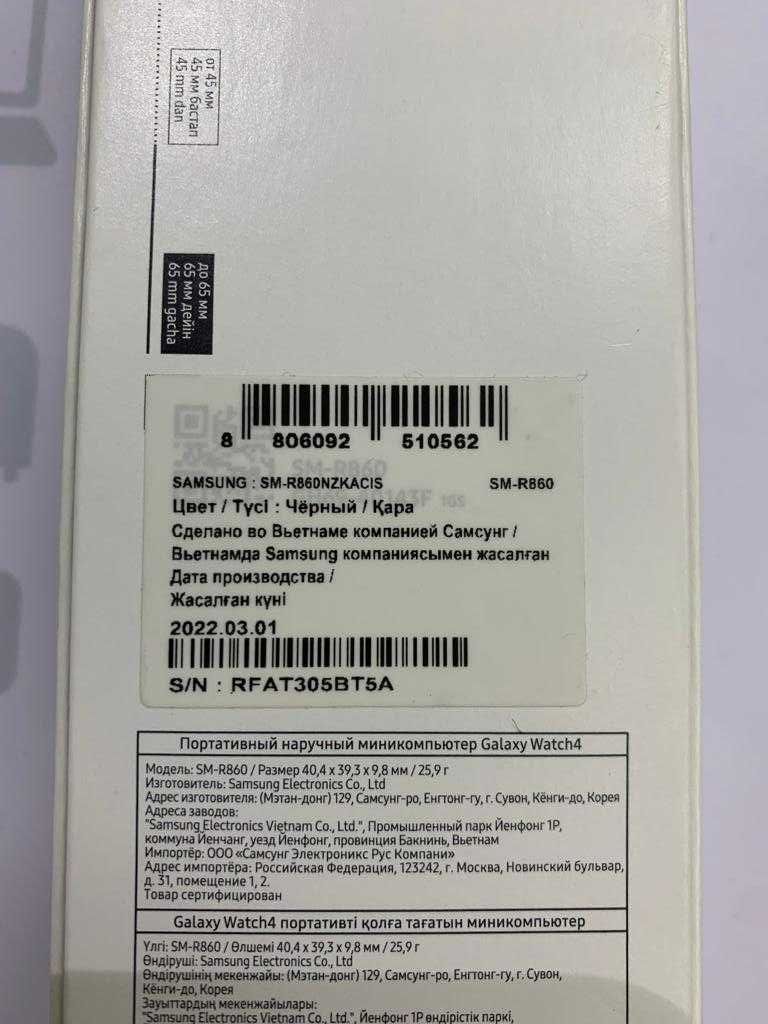 от 45 мм
45 мм бастап
45 mm dan
до 65 мм
65 мм дейін
65 mm gacha
8 806092 510562
SM-R860
SAMSUNG : SM-R860NZKACIS SM-R860
Цвет / Түсі : Чёрный / Қара
Сделано во Вьетнаме компанией Самсунг /
Вьетнамда Samsung компаниясымен жасалған
Дата производства /
Жасалған күні
2022.03.01
S/N : RFAT305BT5A
Портативный наручный миникомпьютер Galaxy Watch4
Модель: SM-R860 / Размер 40,4 x 39,3 x 9,8 мм / 25,9 г
Изготовитель: Samsung Electronics Co., Ltd
Адрес изготовителя: (Мэтан-донг) 129, Самсунг-ро, Енгтонг-гу, г. Сувон, Кёнги-до, Корея
Адреса заводов:
"Samsung Electronics Vietnam Co., Ltd.", Промышленный парк Йенфонг 1Р,
коммуна Йенчанг, уезд Йенфонг, провинция Бакнинь, Вьетнам
Импортёр: ООО «Самсунг Электроникс Рус Компани»
Адрес импортёра: Российская Федерация, 123242, г. Москва, Новинский бульвар,
д. 31, помещение 1, 2.
Товар сертифицирован
Galaxy Watch4 портативті қолға тағатын миникомпьютер
Үлгі: SM-R860 / Өлшемі 40,4 x 39,3 x 9,8 мм / 25,9 г
Өндіруші: Samsung Electronics Co., Ltd
Өндірушінің мекенжайы: (Мэтан-донг) 129, Самсунг-ро, Енгтонг-гу, г. Сувон,
Кёнги-до, Корея
Зауыттардың мекенжайлары:
"Samsung Electronics Vietnam Co., Ltd.", Йенфонг 1Р өндірістік паркі,